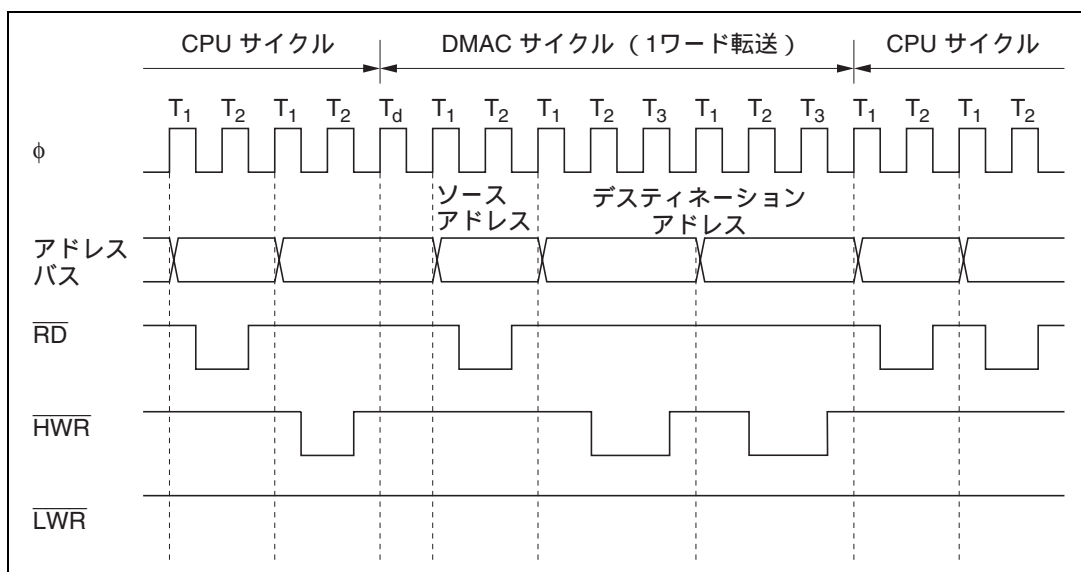 CPU サイクル DMAC サイクル（1ワード転送） CPU サイクル
T1 T2 T1 T2 Td T1 T2 T1 T2 T3 T1 T2 T3 T1 T2 T1 T2
φ
ソース
アドレス
デスティネーション
アドレス
アドレス
バス
RD
HWR
LWR